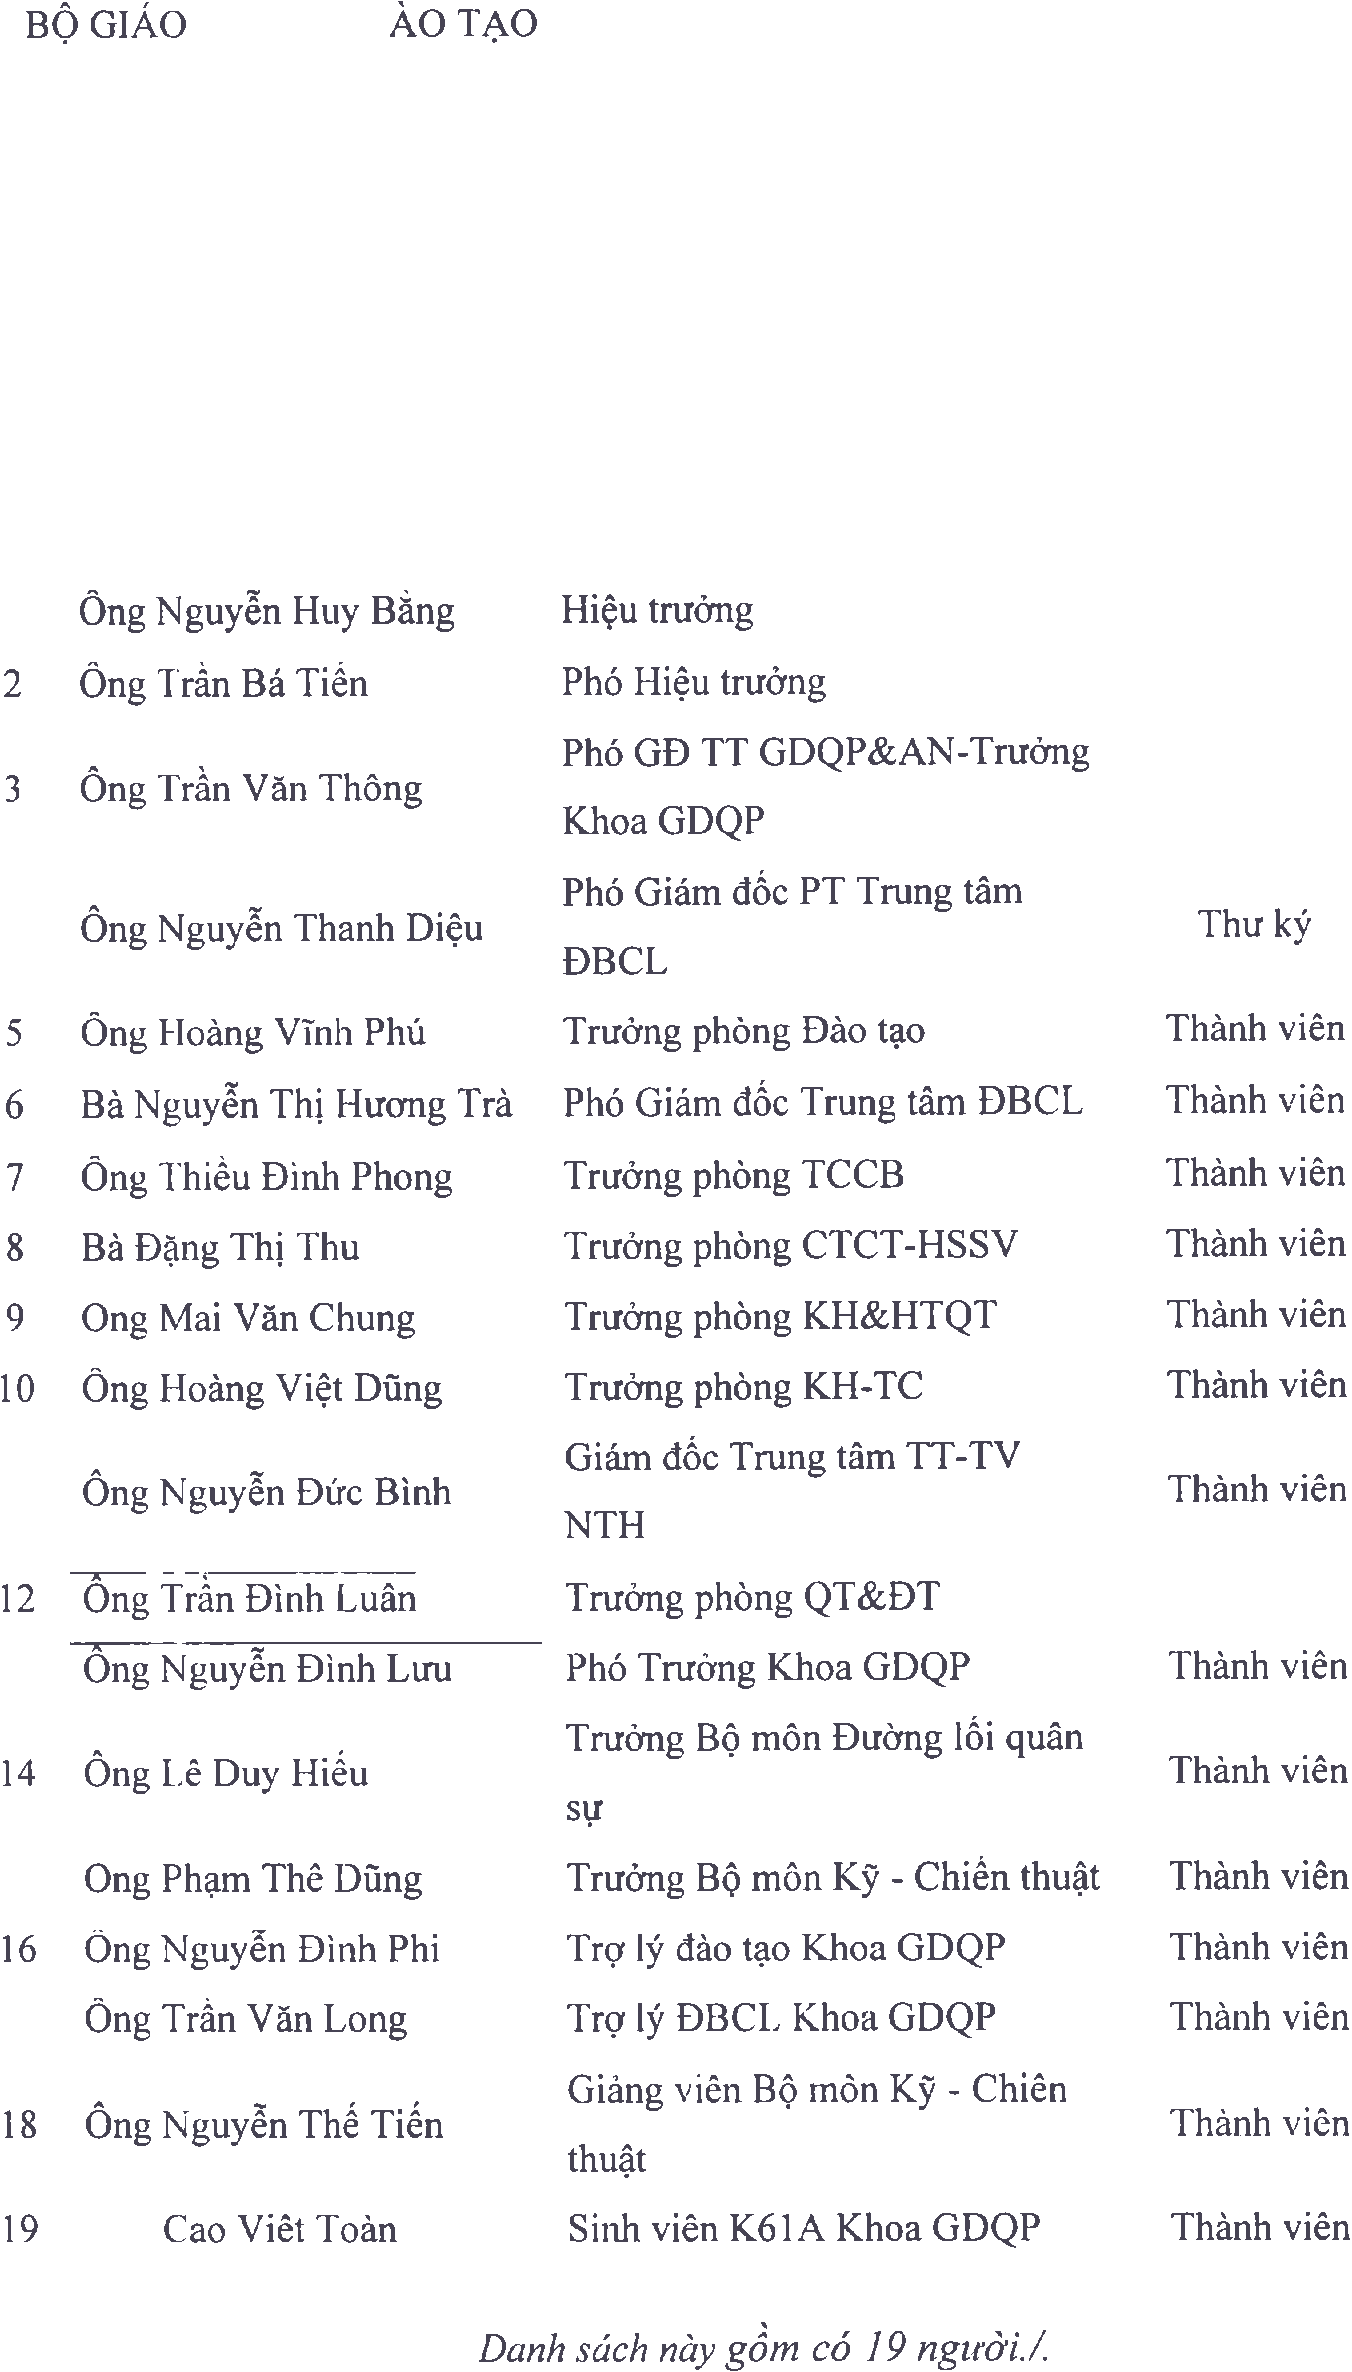 BỘ GIÁO ÀO TẠO
Ông Nguyễn Huy Bằng Hiệu trưởng
2 Ông Trần Bá Tiến Phó Hiệu trưởng
Phó GĐ TT GDQP&AN-Trưởng
3 Ông Trần Văn Thông
Khoa GDQP
Phó Giám đốc PT Trung tâm
Ông Nguyễn Thanh Diệu Thư ký
ĐBCL
5 Ông Hoàng Vĩnh Phú Trưởng phòng Đào tạo Thành viên
6 Bà Nguyễn Thị Hương Trà Phó Giám đốc Trung tâm ĐBCL Thành viên
7 Ông Thiều Đình Phong Trưởng phòng TCCB Thành viên
8 Bà Đặng Thị Thu Trưởng phòng CTCT-HSSV Thành viên
9 Ong Mai Văn Chung Trưởng phòng KH&HTQT Thành viên
10 Ông Hoàng Việt Dũng Trưởng phòng KH-TC Thành viên
Giám đốc Trung tâm TT-TV
Ông Nguyễn Đức Bình Thành viên
NTH
12 Ông Trần Đình Luân Trưởng phòng QT&ĐT
Ông Nguyễn Đình Lưu Phó Trưởng Khoa GDQP Thành viên
Trưởng Bộ môn Đường lối quân
14 Ông Lê Duy Hiếu Thành viên
sự
Ong Phạm Thê Dũng Trưởng Bộ môn Kỹ - Chiến thuật Thành viên
16 Ông Nguyễn Đình Phi Trợ lý đào tạo Khoa GDQP Thành viên
Ông Trần Văn Long Trợ lý ĐBCL Khoa GDQP Thành viên
Giảng viên Bộ môn Kỹ - Chiên
18 Ông Nguyễn Thế Tiến Thành viên
thuật
19 Cao Viêt Toàn Sinh viên K61A Khoa GDQP Thành viên
Danh sách này gồm có 19 người./.